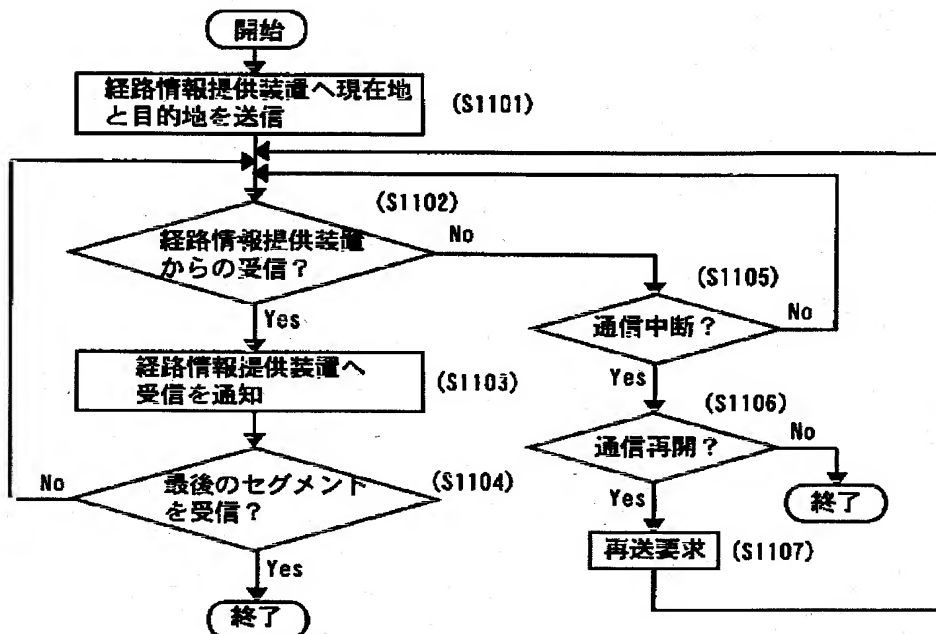 開始
経路情報提供装置へ現在地
と目的地を送信
(S1101)
(S1102)
経路情報提供装置
からの受信？
No
Yes
(S1105)
通信中断？
No
Yes
経路情報提供装置へ
受信を通知
(S1103)
(S1106)
通信再開？
No
Yes
終了
最後のセグメント
を受信？
(S1104)
No
Yes
再送要求
(S1107)
終了